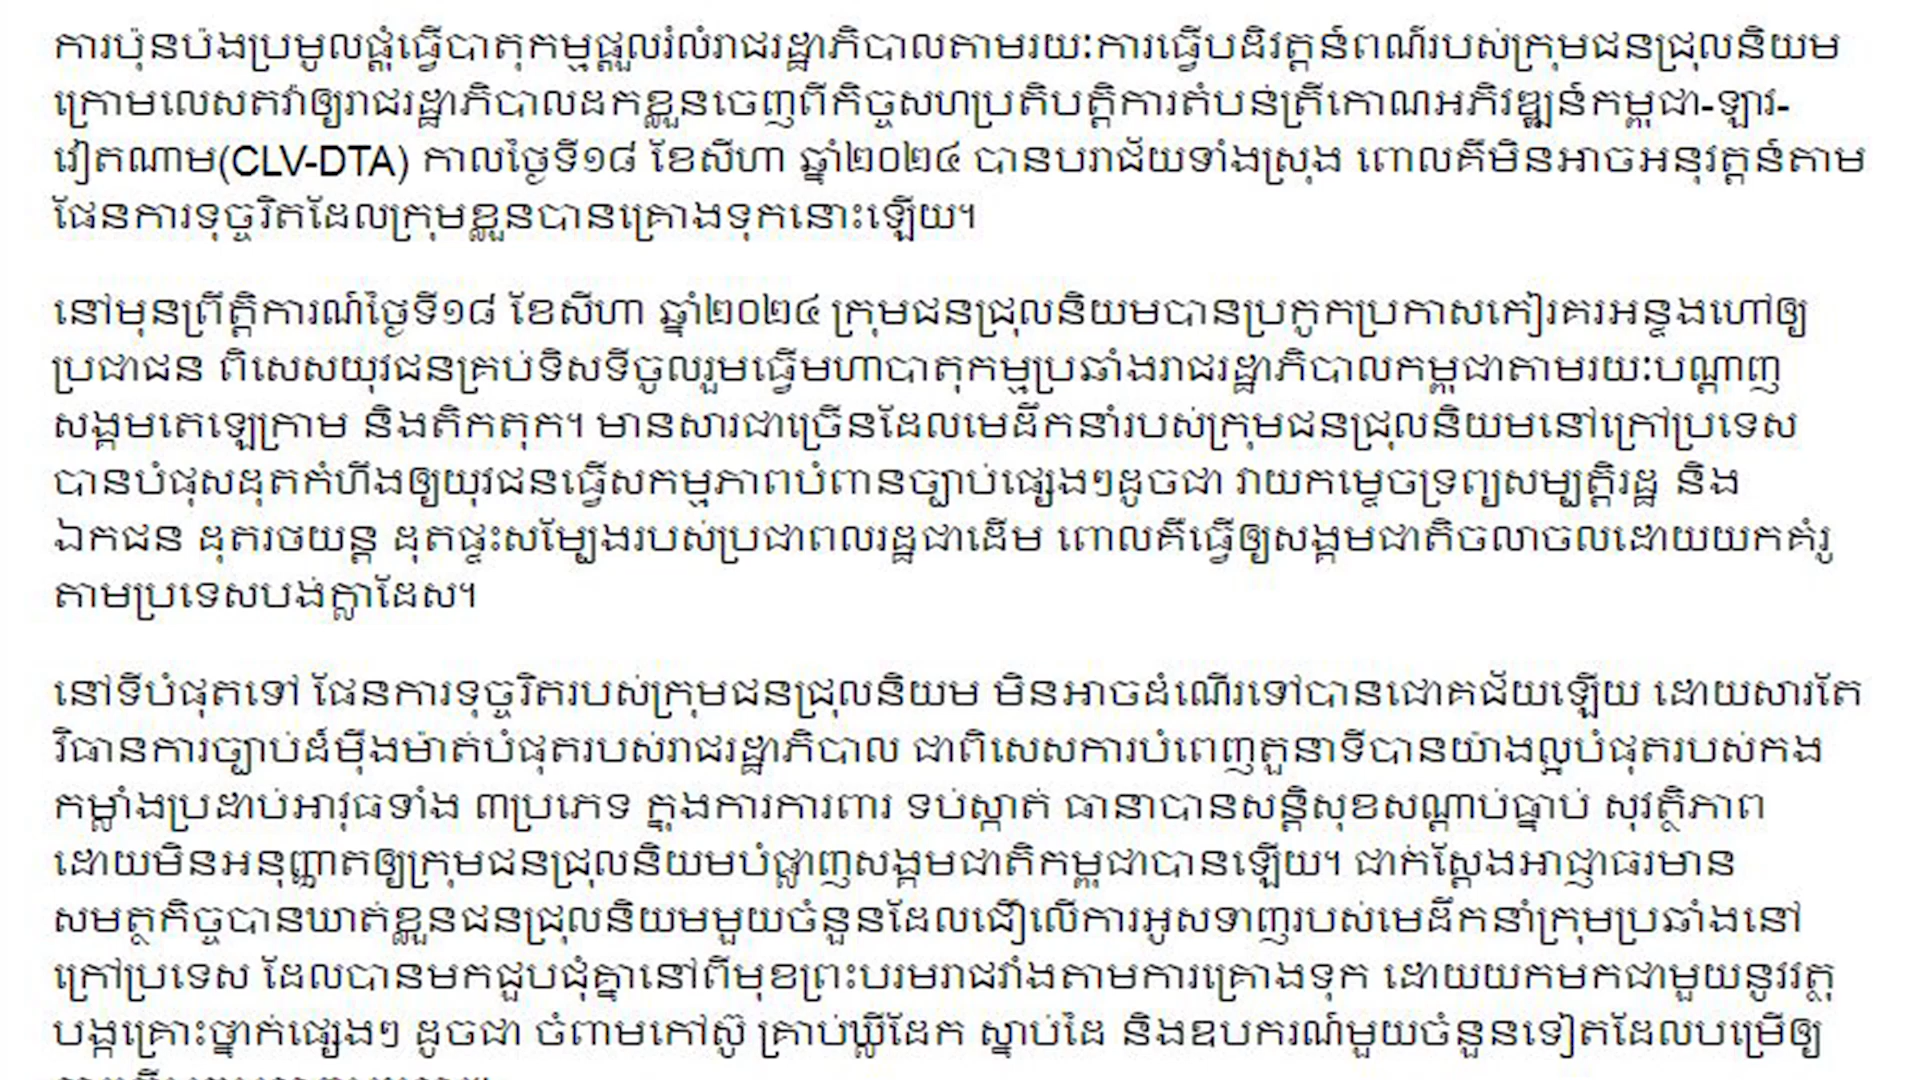 ការប៉ុនប៉ងប្រមូលផ្តុំធ្វើបាតុកម្មផ្តួលរំលំរាជរដ្ឋាភិបាលតាមរយៈការធ្វើបដិវត្តន៍ពណ៍របស់ក្រុមជនជ្រុលនិយម
ក្រោមលេសតវ៉ាឲ្យរាជរដ្ឋាភិបាលដកខ្លួនចេញពីកិច្ចសហប្រតិបត្តិការតំបន់ត្រីកោណអភិវឌ្ឍន៍កម្ពុជា-ឡាវ-
វៀតណាម(CLV-DTA) កាលថ្ងៃទី១៨ ខែសីហា ឆ្នាំ២០២៤ បានបរាជ័យទាំងស្រុង ពោលគឺមិនអាចអនុវត្តន៍តាម
ផែនការទុច្ចរិតដែលក្រុមខ្លួនបានគ្រោងទុកនោះឡើយ។
នៅមុនព្រឹត្តិការណ៍ថ្ងៃទី១៨ ខែសីហា ឆ្នាំ២០២៤ ក្រុមជនជ្រុលនិយមបានប្រកូកប្រកាសកៀរគរអន្ទងហៅឲ្យ
ប្រជាជន ពិសេសយុវជនគ្រប់ទិសទីចូលរួមធ្វើមហាបាតុកម្មប្រឆាំងរាជរដ្ឋាភិបាលកម្ពុជាតាមរយៈបណ្តាញ
សង្គមតេឡេក្រាម និងតិកតុក។ មានសារជាច្រើនដែលមេដឹកនាំរបស់ក្រុមជនជ្រុលនិយមនៅក្រៅប្រទេស
បានបំផុសដុតកំហឹងឲ្យយុវជនធ្វើសកម្មភាពបំពានច្បាប់ផ្សេងៗដូចជា វាយកម្ទេចទ្រព្យសម្បត្តិរដ្ឋ និង
ឯកជន ដុតរថយន្ត ដុតផ្ទះសម្បែងរបស់ប្រជាពលរដ្ឋជាដើម ពោលគឺធ្វើឲ្យសង្គមជាតិចលាចលដោយយកគំរូ
តាមប្រទេសបង់ក្លាដែស។
នៅទីបំផុតទៅ ផែនការទុច្ចរិតរបស់ក្រុមជនជ្រុលនិយម មិនអាចដំណើរទៅបានជោគជ័យឡើយ ដោយសារតែ
វិធានការច្បាប់ដ៏ម៉ឺងម៉ាត់បំផុតរបស់រាជរដ្ឋាភិបាល ជាពិសេសការបំពេញតួនាទីបានយ៉ាងល្អបំផុតរបស់កង
កម្លាំងប្រដាប់អាវុធទាំង ៣ប្រភេទ ក្នុងការការពារ ទប់ស្កាត់ ធានាបានសន្តិសុខសណ្តាប់ធ្នាប់ សុវត្ថិភាព
ដោយមិនអនុញ្ញាតឲ្យក្រុមជនជ្រុលនិយមបំផ្លាញសង្គមជាតិកម្ពុជាបានឡើយ។ ជាក់ស្តែងអាជ្ញាធរមាន
សមត្ថកិច្ចបានឃាត់ខ្លួនជនជ្រុលនិយមមួយចំនួនដែលជឿលើការអូសទាញរបស់មេដឹកនាំក្រុមប្រឆាំងនៅ
ក្រៅប្រទេស ដែលបានមកជួបជុំគ្នានៅពីមុខព្រះបរមរាជវាំងតាមការគ្រោងទុក ដោយយកមកជាមួយនូវវត្ថុ
បង្កគ្រោះថ្នាក់ផ្សេងៗ ដូចជា ចំពាមកៅស៊ូ គ្រាប់ឃ្លីដែក ស្នាប់ដៃ និងឧបករណ៍មួយចំនួនទៀតដែលបម្រើឲ្យ